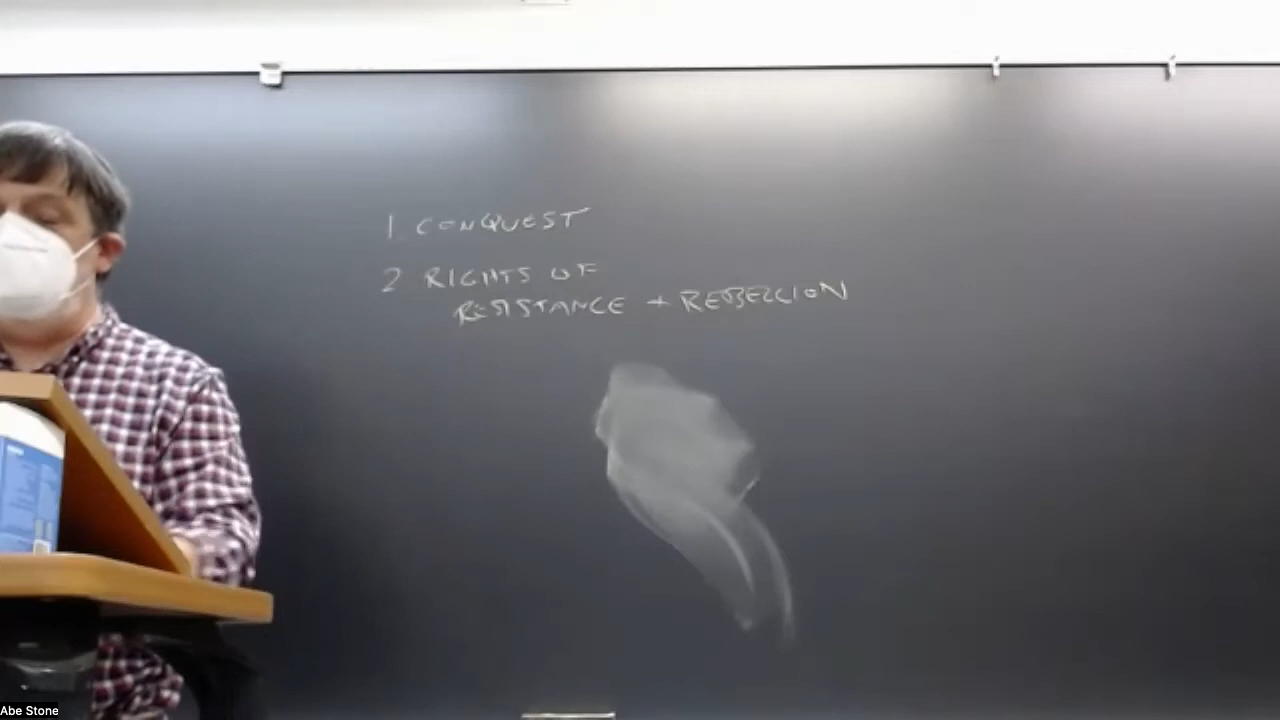 1. CONQUEST
2 RIGHTS OF
RESISTANCE + REBELLION
Abe Stone